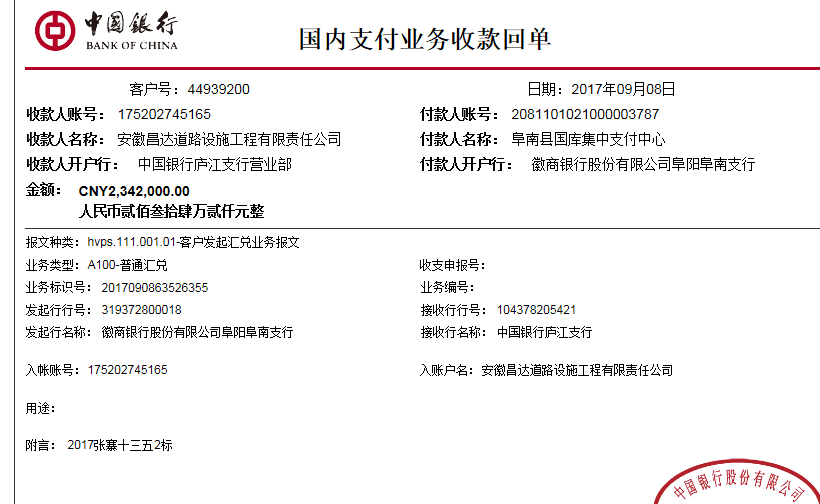 中国银行
BANK OF CHINA
国内支付业务收款回单
客户号：44939200 日期：2017年09月08日
收款人账号：175202745165 付款人账号：2081101021000003787
收款人名称：安徽昌达道路设施工程有限责任公司 付款人名称：阜南县国库集中支付中心
收款人开户行：中国银行庐江支行营业部 付款人开户行：徽商银行股份有限公司阜阳阜南支行
金额：CNY2,342,000.00
人民币贰佰叁拾肆万贰仟元整
报文种类：hvps.111.001.01-客户发起汇兑业务报文
业务类型：A100-普通汇兑 收支申报号：
业务标识号：2017090863526355 业务编号：
发起行行号：319372800018 接收行行号：104378205421
发起行名称：徽商银行股份有限公司阜阳阜南支行 接收行名称：中国银行庐江支行
入帐账号：175202745165 入账户名：安徽昌达道路设施工程有限责任公司
用途：
附言：2017张寨十三五2标
中国银行股份有限公司